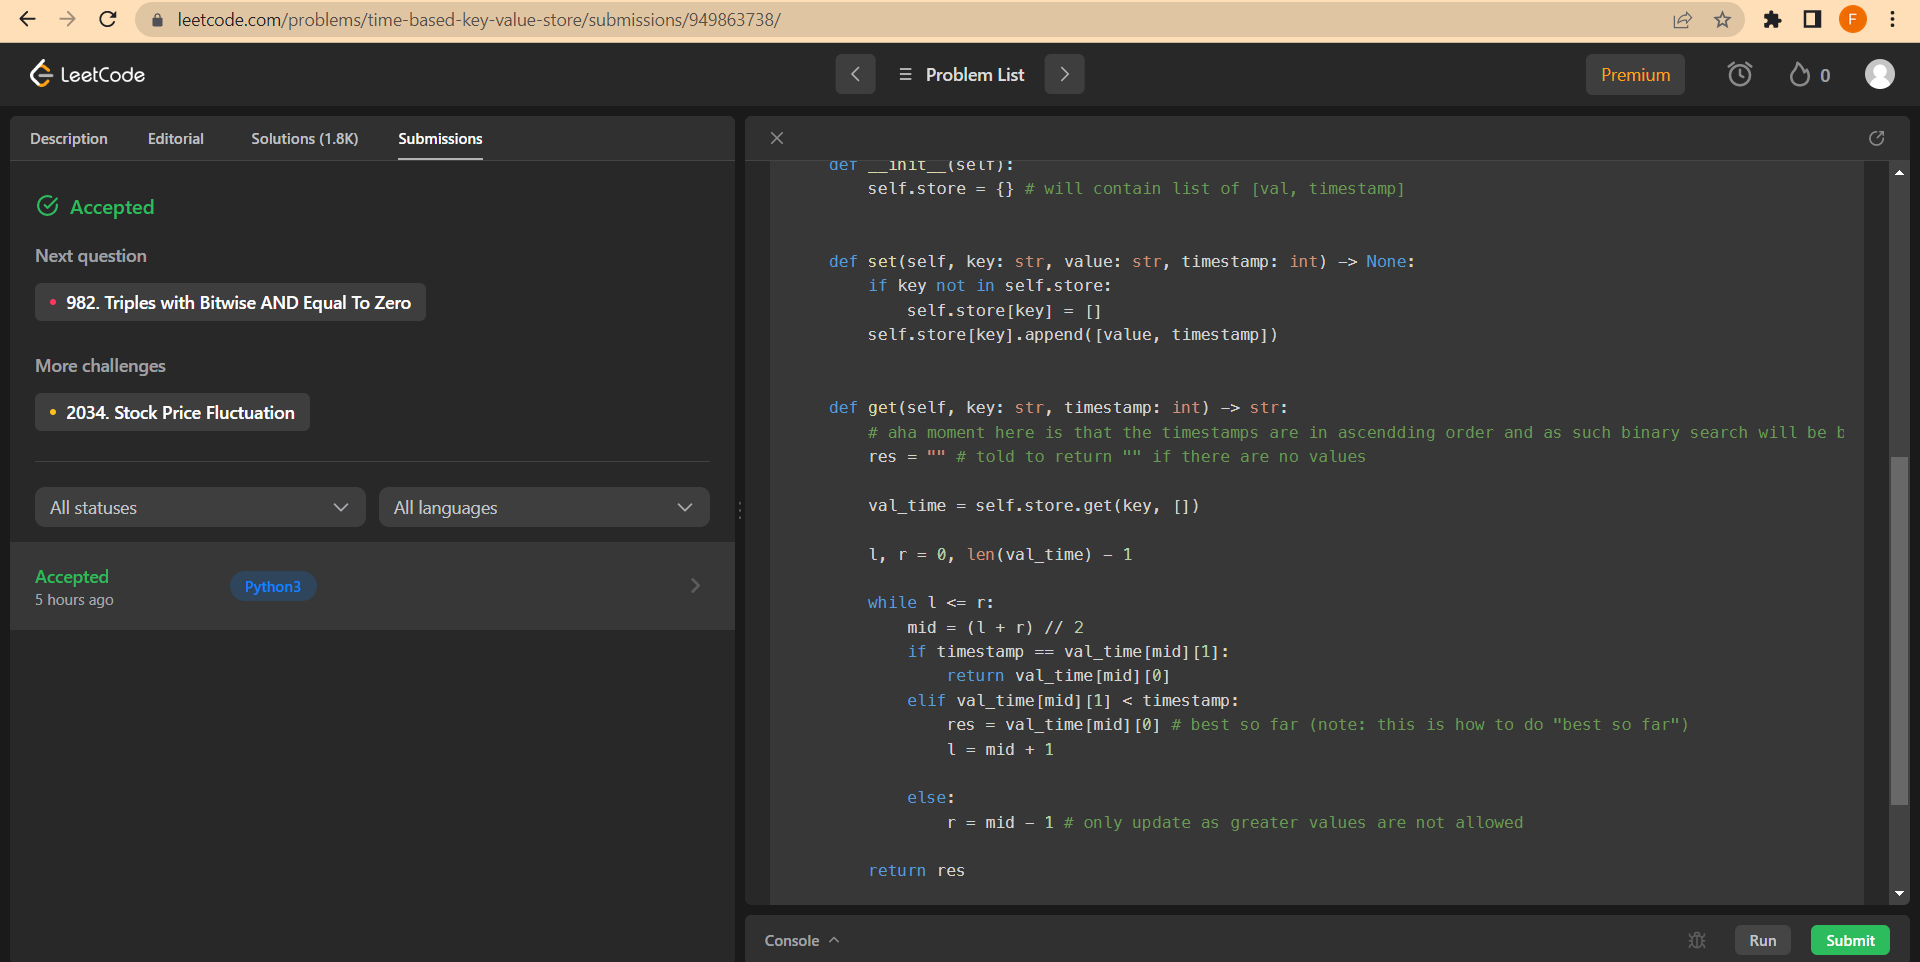 leetcode.com/problems/time-based-key-value-store/submissions/949863738/
F
LeetCode
Problem List
Premium
0
Description
Editorial
Solutions (1.8K)
Submissions
Accepted
Next question
982. Triples with Bitwise AND Equal To Zero
More challenges
2034. Stock Price Fluctuation
All statuses
All languages
Accepted
5 hours ago
Python3
def __init__(self):
self.store = {} # will contain list of [val, timestamp]
def set(self, key: str, value: str, timestamp: int) -> None:
if key not in self.store:
self.store[key] = []
self.store[key].append([value, timestamp])
def get(self, key: str, timestamp: int) -> str:
# aha moment here is that the timestamps are in ascendding order and as such binary search will be b
res = "" # told to return "" if there are no values
val_time = self.store.get(key, [])
l, r = 0, len(val_time) - 1
while l <= r:
mid = (l + r) // 2
if timestamp == val_time[mid][1]:
return val_time[mid][0]
elif val_time[mid][1] < timestamp:
res = val_time[mid][0] # best so far (note: this is how to do "best so far")
l = mid + 1
else:
r = mid - 1 # only update as greater values are not allowed
return res
Console
Run
Submit